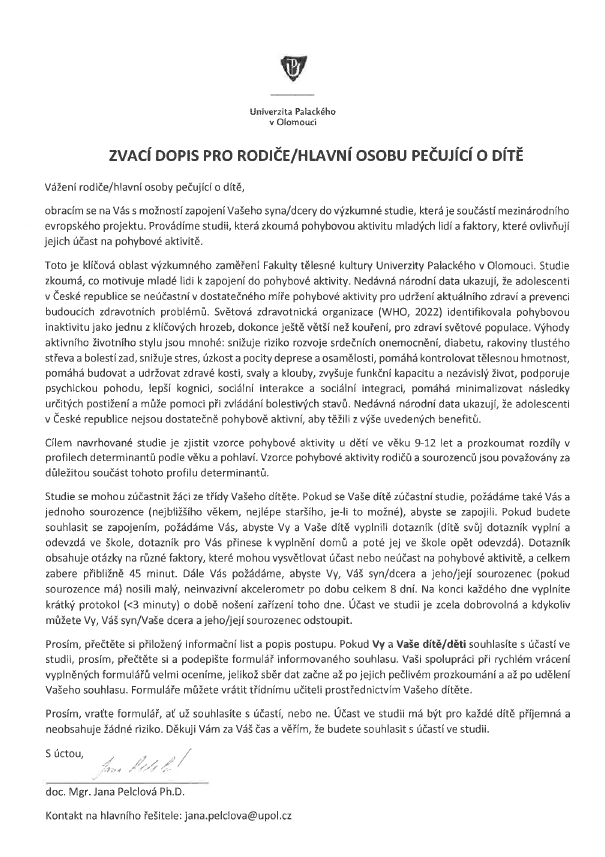 Univerzita Palackého
v Olomouci
ZVACÍ DOPIS PRO RODIČE/HLAVNÍ OSOBU PEČUJÍCÍ O DÍTĚ
Vážení rodiče/hlavní osoby pečující o dítě,
obracím se na Vás s možností zapojení Vašeho syna/dcery do výzkumné studie, která je součástí mezinárodního
evropského projektu. Provádíme studii, která zkoumá pohybovou aktivitu mladých lidí a faktory, které ovlivňují
jejich účast na pohybové aktivitě.
Toto je klíčová oblast výzkumného zaměření Fakulty tělesné kultury Univerzity Palackého v Olomouci. Studie
zkoumá, co motivuje mladé lidi k zapojení do pohybové aktivity. Nedávná národní data ukazují, že adolescenti
v České republice se neúčastní v dostatečném míře pohybové aktivity pro udržení aktuálního zdraví a prevenci
budoucích zdravotních problémů. Světová zdravotnická organizace (WHO, 2022) identifikovala pohybovou
inaktivitu jako jednu z klíčových hrozeb, dokonce ještě větší než kouření, pro zdraví světové populace. Výhody
aktivního životního stylu jsou mnohé: snižuje riziko rozvoje srdečních onemocnění, diabetu, rakoviny tlustého
střeva a bolestí zad, snižuje stres, úzkost a pocity deprese a osamělosti, pomáhá kontrolovat tělesnou hmotnost,
pomáhá budovat a udržovat zdravé kosti, svaly a klouby, zvyšuje funkční kapacitu a nezávislý život, podporuje
psychickou pohodu, lepší kognici, sociální interakce a sociální integraci, pomáhá minimalizovat následky
určitých postižení a může pomoci při zvládání bolestivých stavů. Nedávná národní data ukazují, že adolescenti
v České republice nejsou dostatečně pohybově aktivní, aby těžili z výše uvedených benefitů.
Cílem navrhované studie je zjistit vzorce pohybové aktivity u dětí ve věku 9-12 let a prozkoumat rozdíly v
profilech determinantů podle věku a pohlaví. Vzorce pohybové aktivity rodičů a sourozenců jsou považovány za
důležitou součást tohoto profilu determinantů.
Studie se mohou zúčastnit žáci ze třídy Vašeho dítěte. Pokud se Vaše dítě zúčastní studie, požádáme také Vás a
jednoho sourozence (nejbližšího věkem, nejlépe staršího, je-li to možné), abyste se zapojili. Pokud budete
souhlasit se zapojením, požádáme Vás, abyste Vy a Vaše dítě vyplnili dotazník (dítě svůj dotazník vyplní a
odevzdá ve škole, dotazník pro Vás přinese k vyplnění domů a poté jej ve škole opět odevzdá). Dotazník
obsahuje otázky na různé faktory, které mohou vysvětlovat účast nebo neúčast na pohybové aktivitě, a celkem
zabere přibližně 45 minut. Dále Vás požádáme, abyste Vy, Váš syn/dcera a jeho/její sourozenec (pokud
sourozence má) nosili malý, neinvazivní akcelerometr po dobu celkem 8 dní. Na konci každého dne vyplníte
krátký protokol (<3 minuty) o době nošení zařízení toho dne. Účast ve studii je zcela dobrovolná a kdykoliv
můžete Vy, Váš syn/Vaše dcera a jeho/její sourozenec odstoupit.
Prosím, přečtěte si přiložený informační list a popis postupu. Pokud Vy a Vaše dítě/děti souhlasíte s účastí ve
studii, prosím, přečtěte si a podepište formulář informovaného souhlasu. Vaši spolupráci při rychlém vrácení
vyplněných formulářů velmi oceníme, jelikož sběr dat začne až po jejich pečlivém prozkoumání a až po udělení
Vašeho souhlasu. Formuláře můžete vrátit třídnímu učiteli prostřednictvím Vašeho dítěte.
Prosím, vraťte formulář, ať už souhlasíte s účastí, nebo ne. Účast ve studii má být pro každé dítě příjemná a
neobsahuje žádné riziko. Děkuji Vám za Váš čas a věřím, že budete souhlasit s účastí ve studii.
S úctou,
doc. Mgr. Jana Pelclová Ph.D.
Kontakt na hlavního řešitele: jana.pelclova@upol.cz